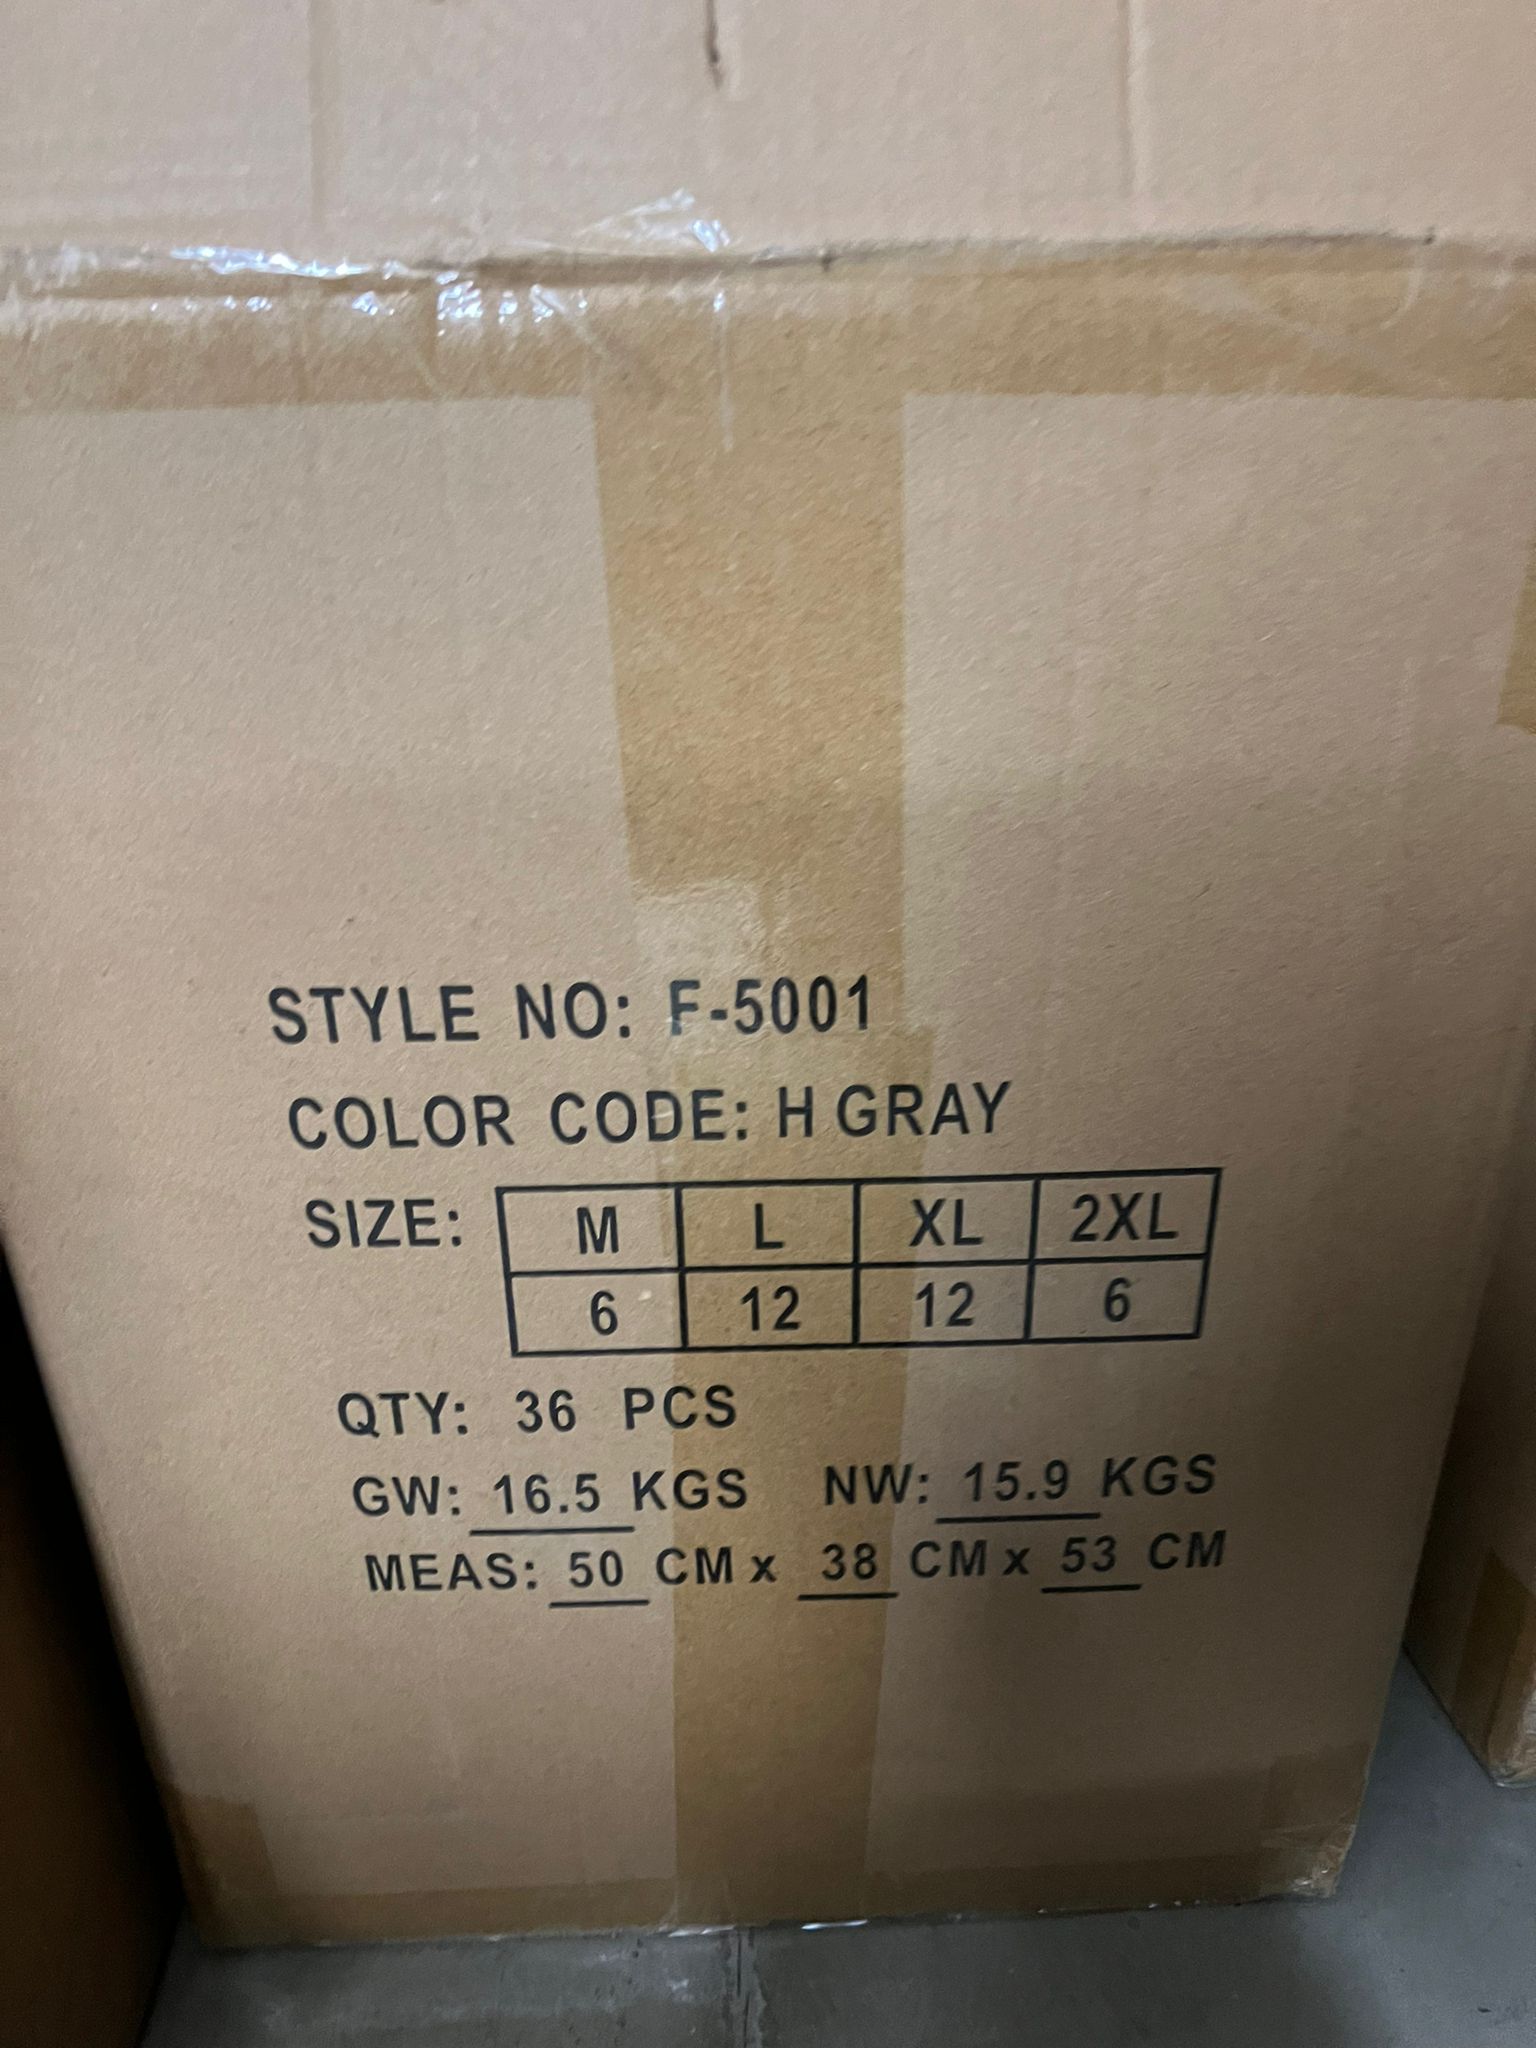 STYLE NO: F-5001
COLOR CODE: H GRAY
SIZE: M L XL 2XL
6 12 12 6
QTY: 36 PCS
GW: 16.5 KGS NW: 15.9 KGS
MEAS: 50 CM x 38 CM x 53 CM